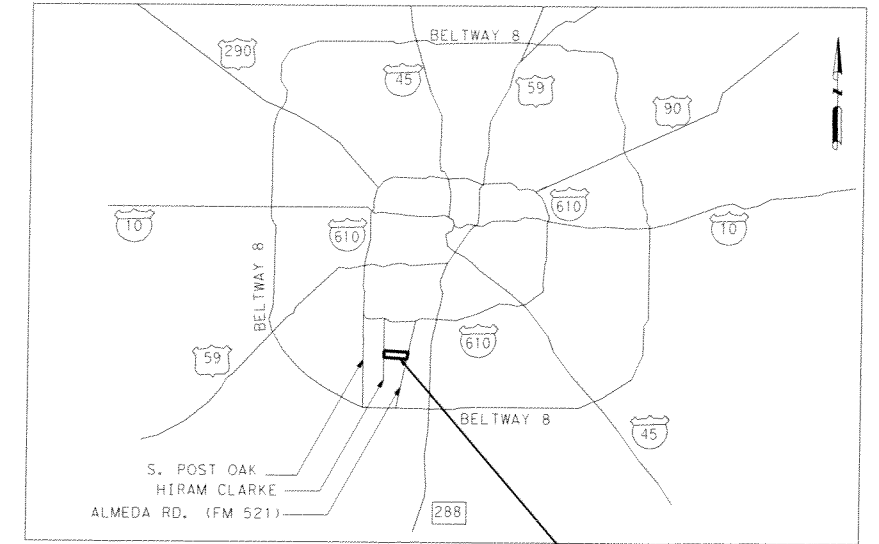 BELTWAY 8
290
45
59
90
610
10
610
10
BELTWAY 8
610
59
BELTWAY 8
45
S. POST OAK
HIRAM CLARKE
ALMEDA RD. (FM 521)
288